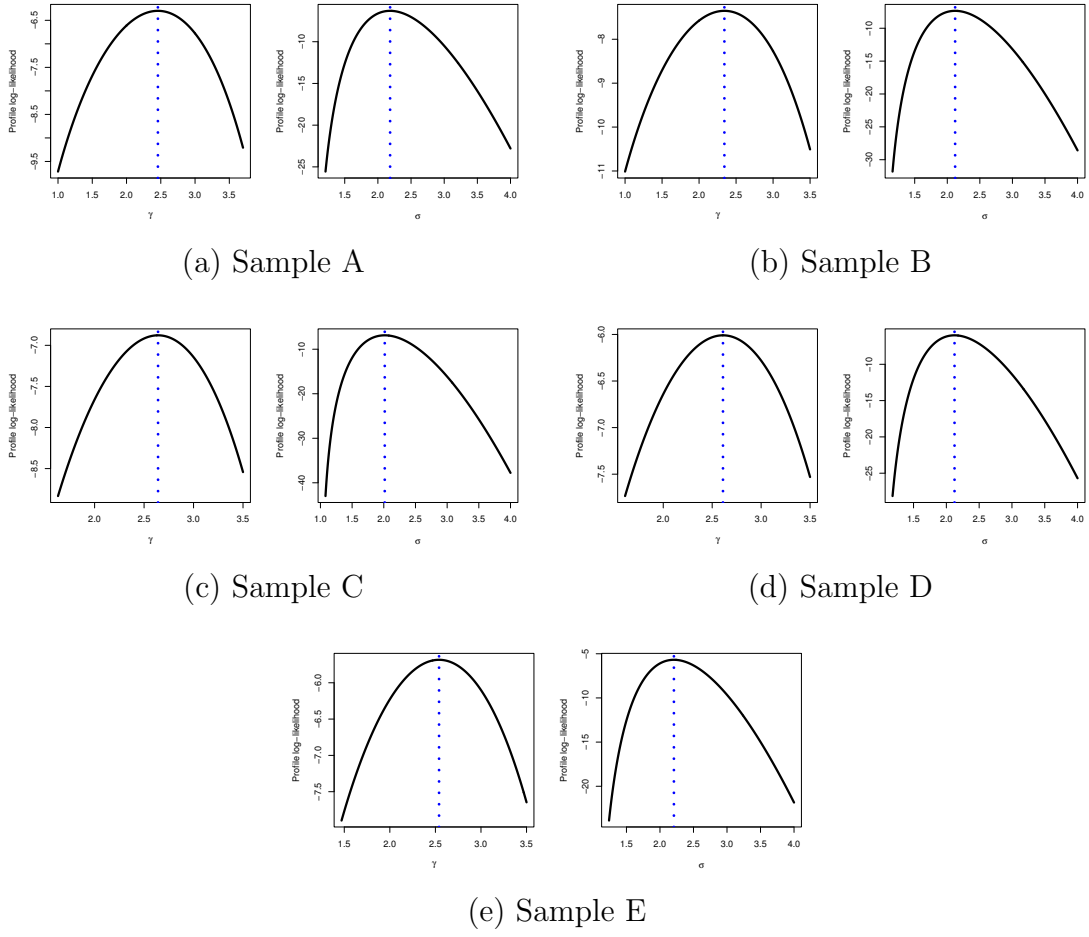 Profile log−likelihood
−9.5 −8.5 −7.5 −6.5
1.0 1.5 2.0 2.5 3.0 3.5
γ
Profile log−likelihood
−25 −20 −15 −10
1.5 2.0 2.5 3.0 3.5 4.0
σ
(a) Sample A
Profile log−likelihood
−11 −10 −9 −8
1.0 1.5 2.0 2.5 3.0 3.5
γ
Profile log−likelihood
−30 −25 −20 −15 −10
1.5 2.0 2.5 3.0 3.5 4.0
σ
(b) Sample B
Profile log−likelihood
−8.5 −8.0 −7.5 −7.0
2.0 2.5 3.0 3.5
γ
Profile log−likelihood
−40 −30 −20 −10
1.0 1.5 2.0 2.5 3.0 3.5 4.0
σ
(c) Sample C
Profile log−likelihood
−7.5 −7.0 −6.5 −6.0
2.0 2.5 3.0 3.5
γ
Profile log−likelihood
−25 −20 −15 −10
1.5 2.0 2.5 3.0 3.5 4.0
σ
(d) Sample D
Profile log−likelihood
−7.5 −7.0 −6.5 −6.0
1.5 2.0 2.5 3.0 3.5
γ
Profile log−likelihood
−20 −15 −10 −5
1.5 2.0 2.5 3.0 3.5 4.0
σ
(e) Sample E